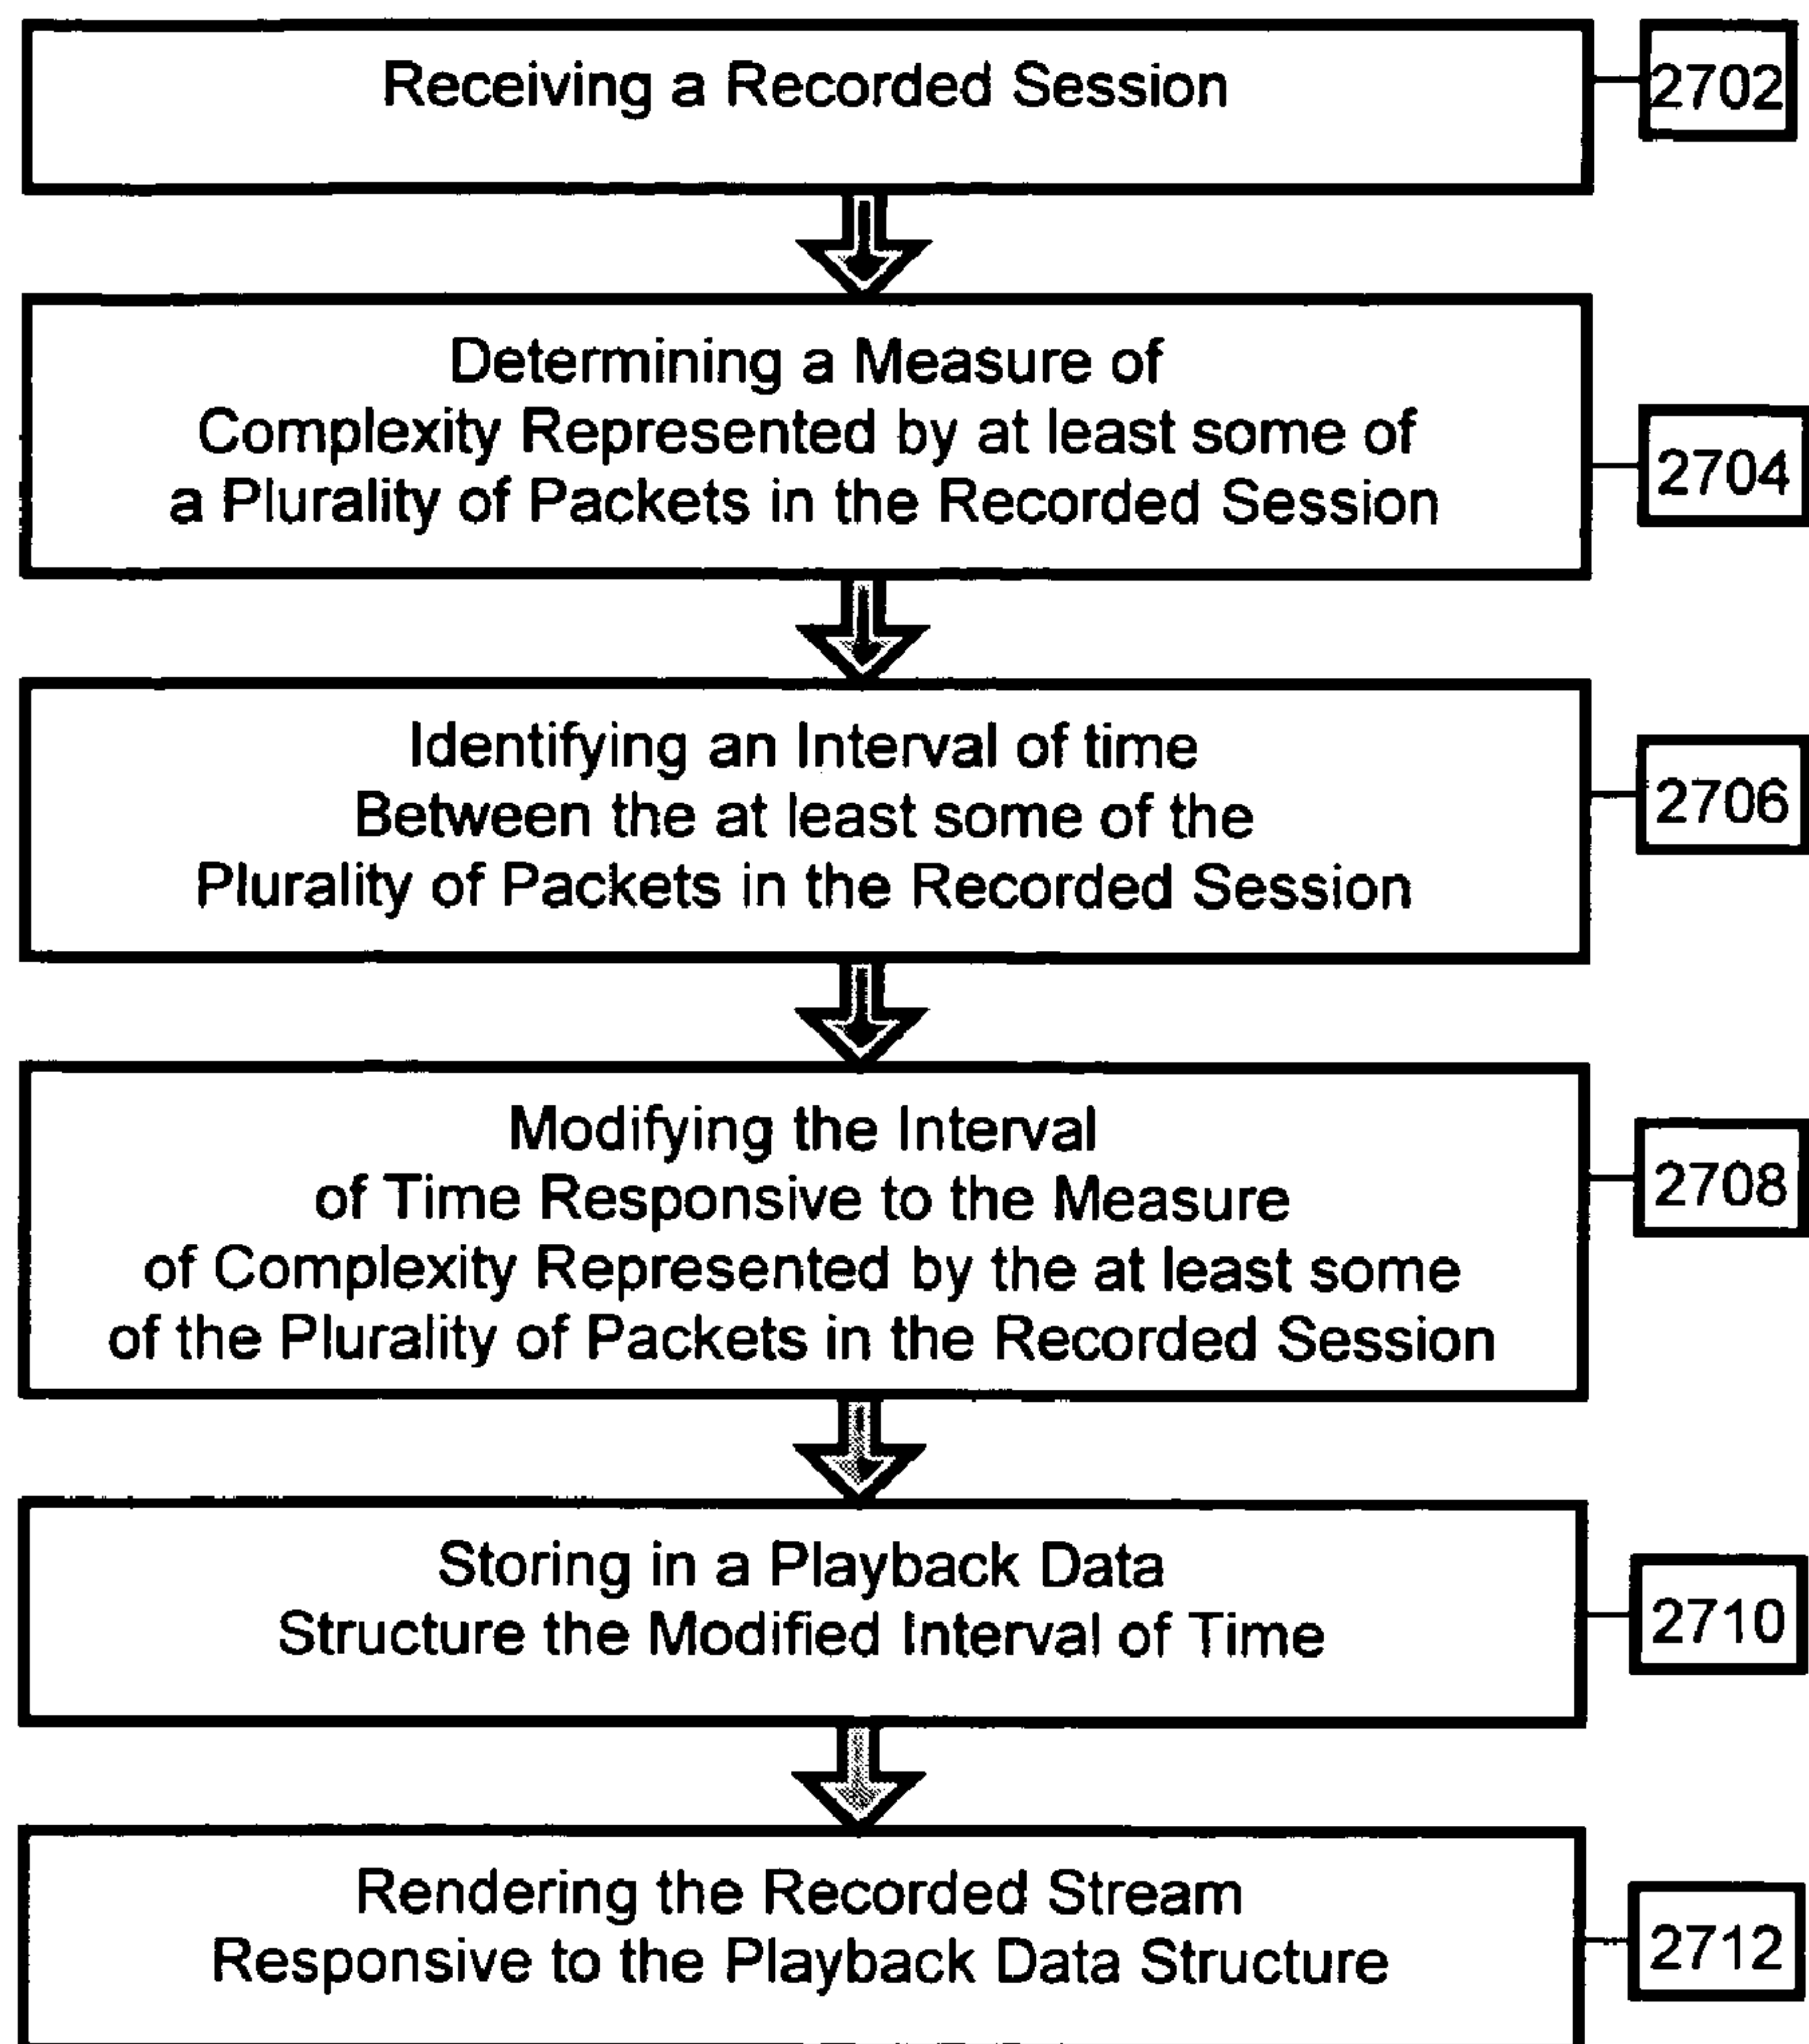 Receiving a Recorded Session
2702
Determining a Measure of
Complexity Represented by at least some of
a Plurality of Packets in the Recorded Session
2704
Identifying an Interval of time
Between the at least some of the
Plurality of Packets in the Recorded Session
2706
Modifying the Interval
of Time Responsive to the Measure
of Complexity Represented by the at least some
of the Plurality of Packets in the Recorded Session
2708
Storing in a Playback Data
Structure the Modified Interval of Time
2710
Rendering the Recorded Stream
Responsive to the Playback Data Structure
2712